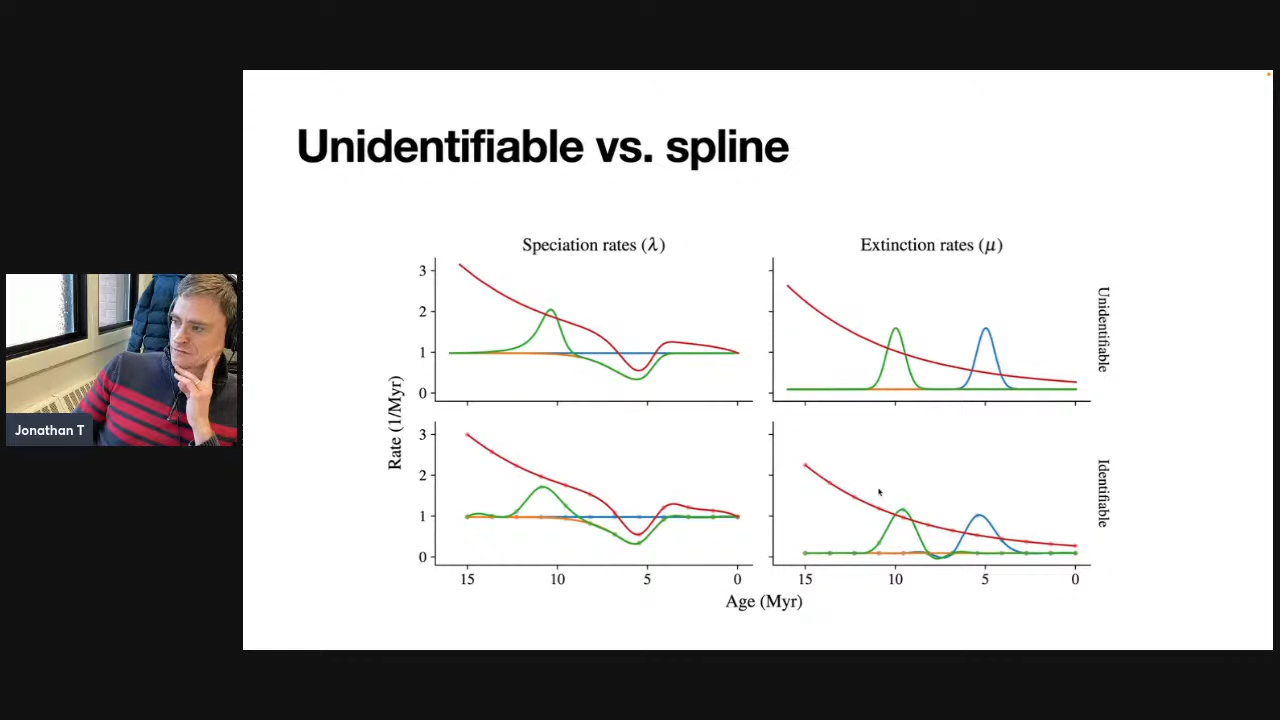 Unidentifiable vs. spline
Speciation rates (λ)
Extinction rates (μ)
3
2
1
0
Unidentifiable
Rate (1/Myr)
3
2
1
0
Identifiable
15
10
5
0
15
10
5
0
Age (Myr)
Jonathan T